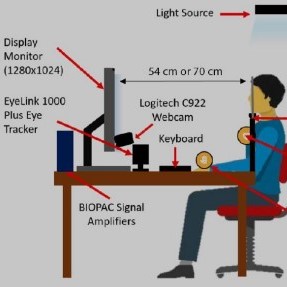 Light Source
Display
Monitor
(1280x1024)
54 cm or 70 cm
EyeLink 1000
Plus Eye
Tracker
Logitech C922
Webcam
Keyboard
BIOPAC Signal
Amplifiers